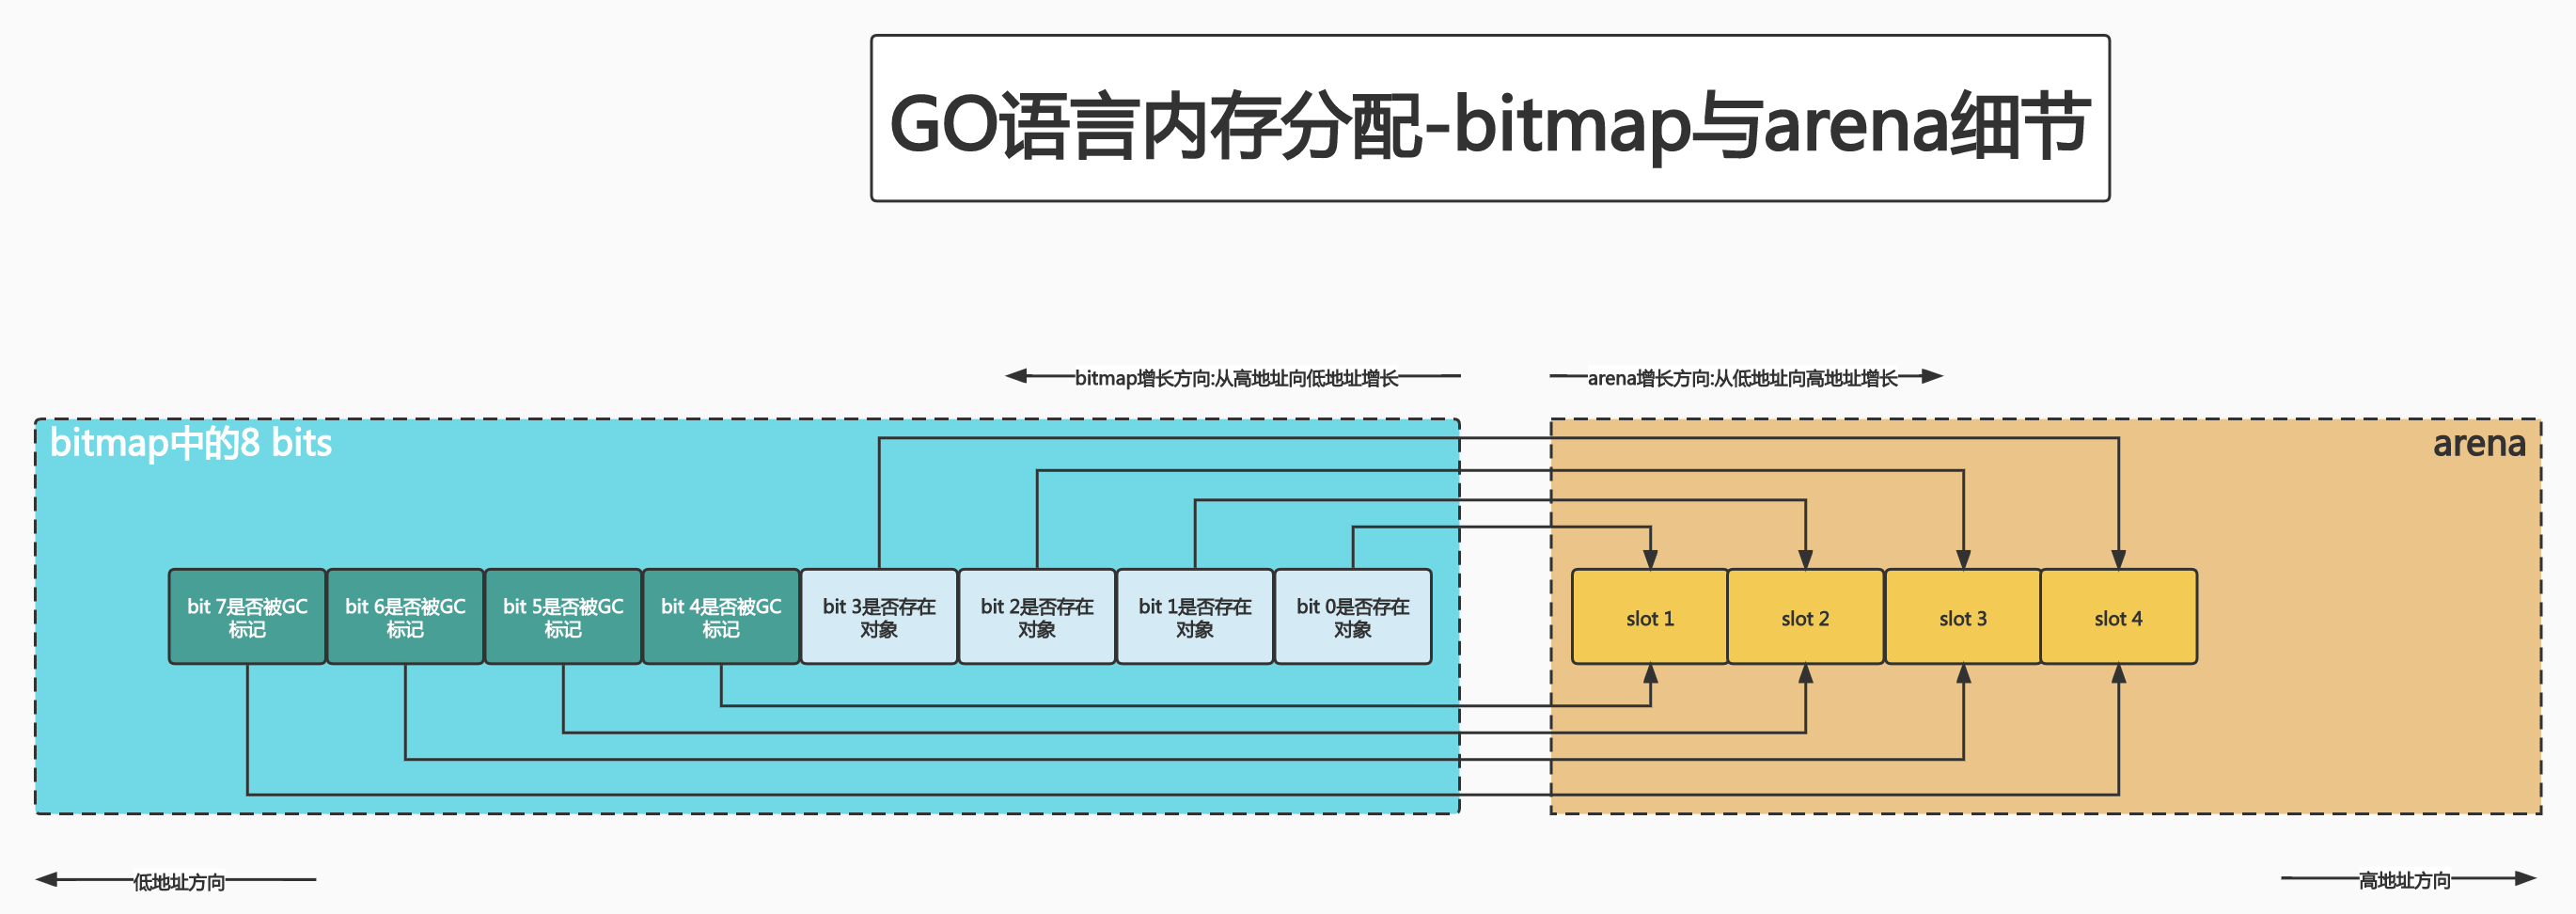 GO语言内存分配-bitmap与arena细节
bitmap增长方向:从高地址向低地址增长
arena增长方向:从低地址向高地址增长
bitmap中的8 bits
arena
bit 7是否被GC
标记
bit 6是否被GC
标记
bit 5是否被GC
标记
bit 4是否被GC
标记
bit 3是否存在
对象
bit 2是否存在
对象
bit 1是否存在
对象
bit 0是否存在
对象
slot 1
slot 2
slot 3
slot 4
低地址方向
高地址方向